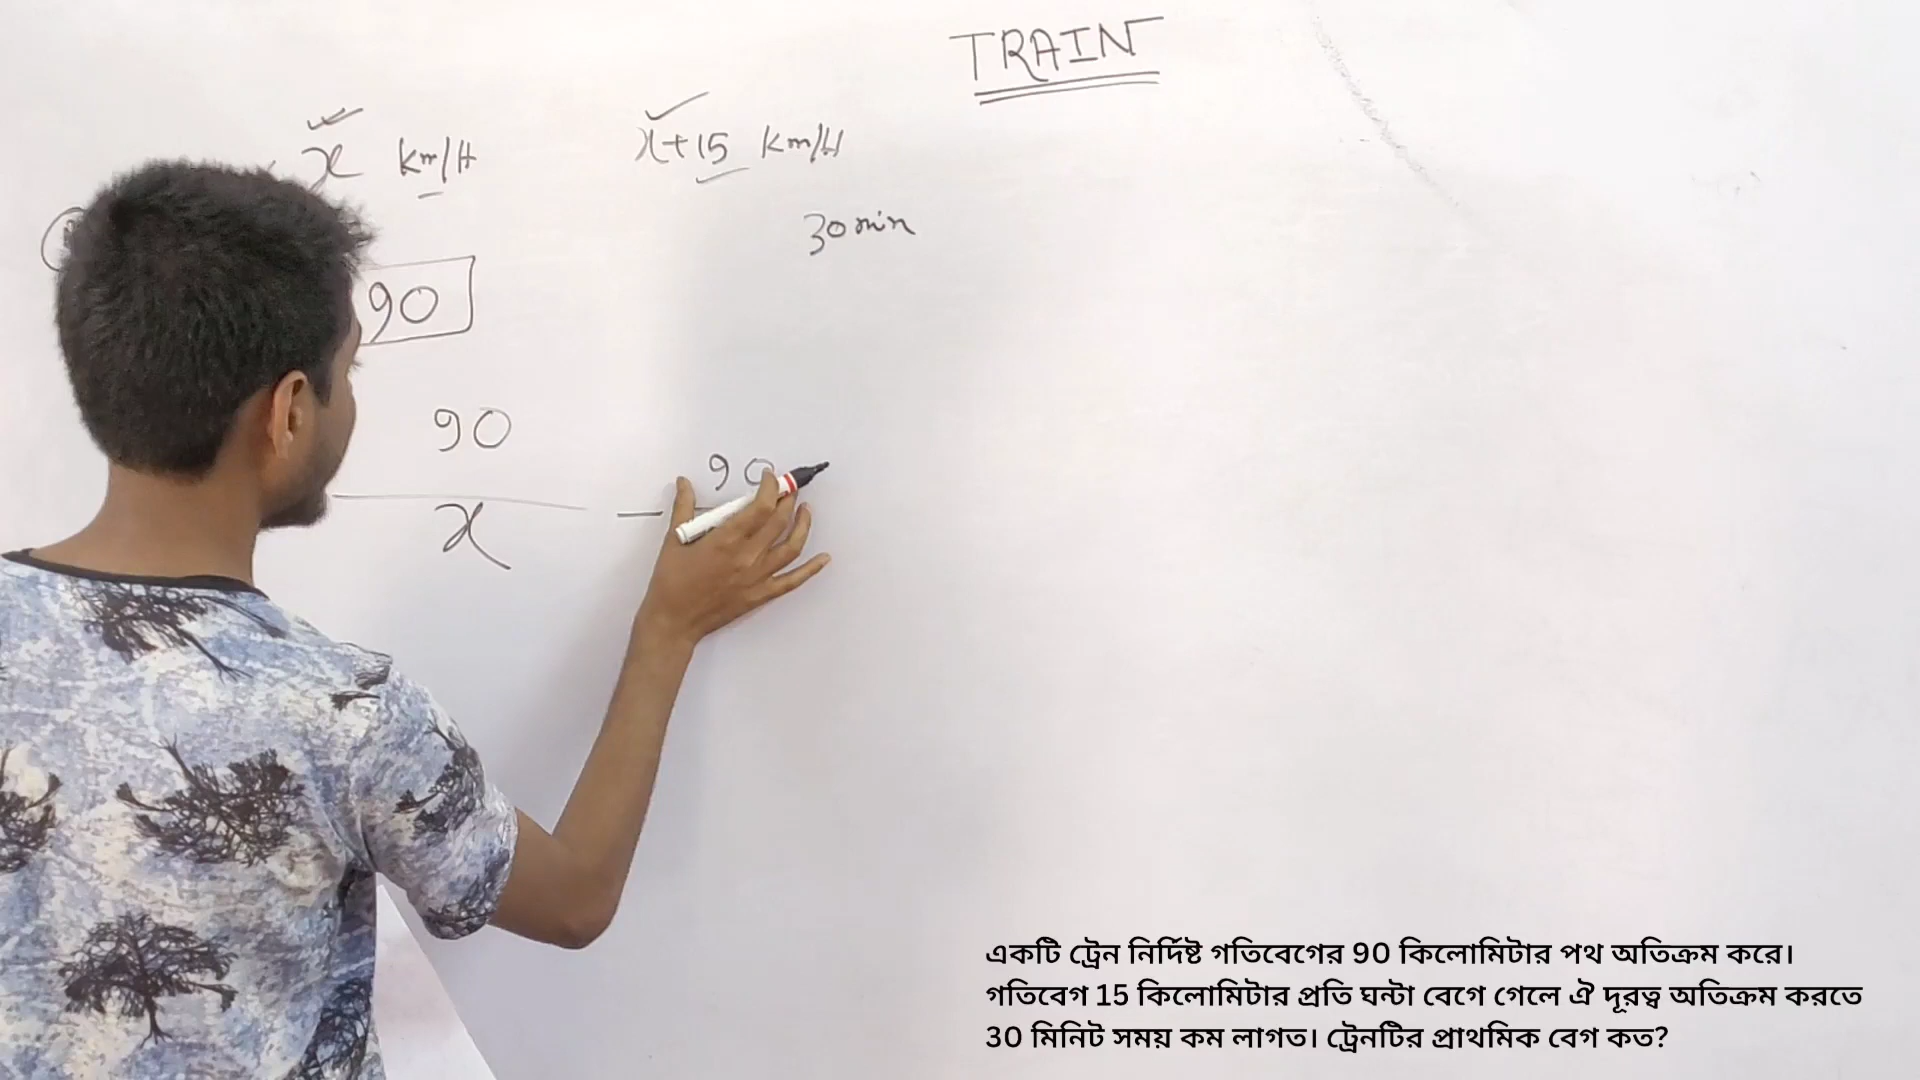 TRAIN
x km/H x+15 km/H
30 min
90
90
x
— 90
একটি ট্রেন নির্দিষ্ট গতিবেগের 90 কিলোমিটার পথ অতিক্রম করে।
গতিবেগ 15 কিলোমিটার প্রতি ঘন্টা বেগে গেলে ঐ দূরত্ব অতিক্রম করতে
30 মিনিট সময় কম লাগত। ট্রেনটির প্রাথমিক বেগ কত?